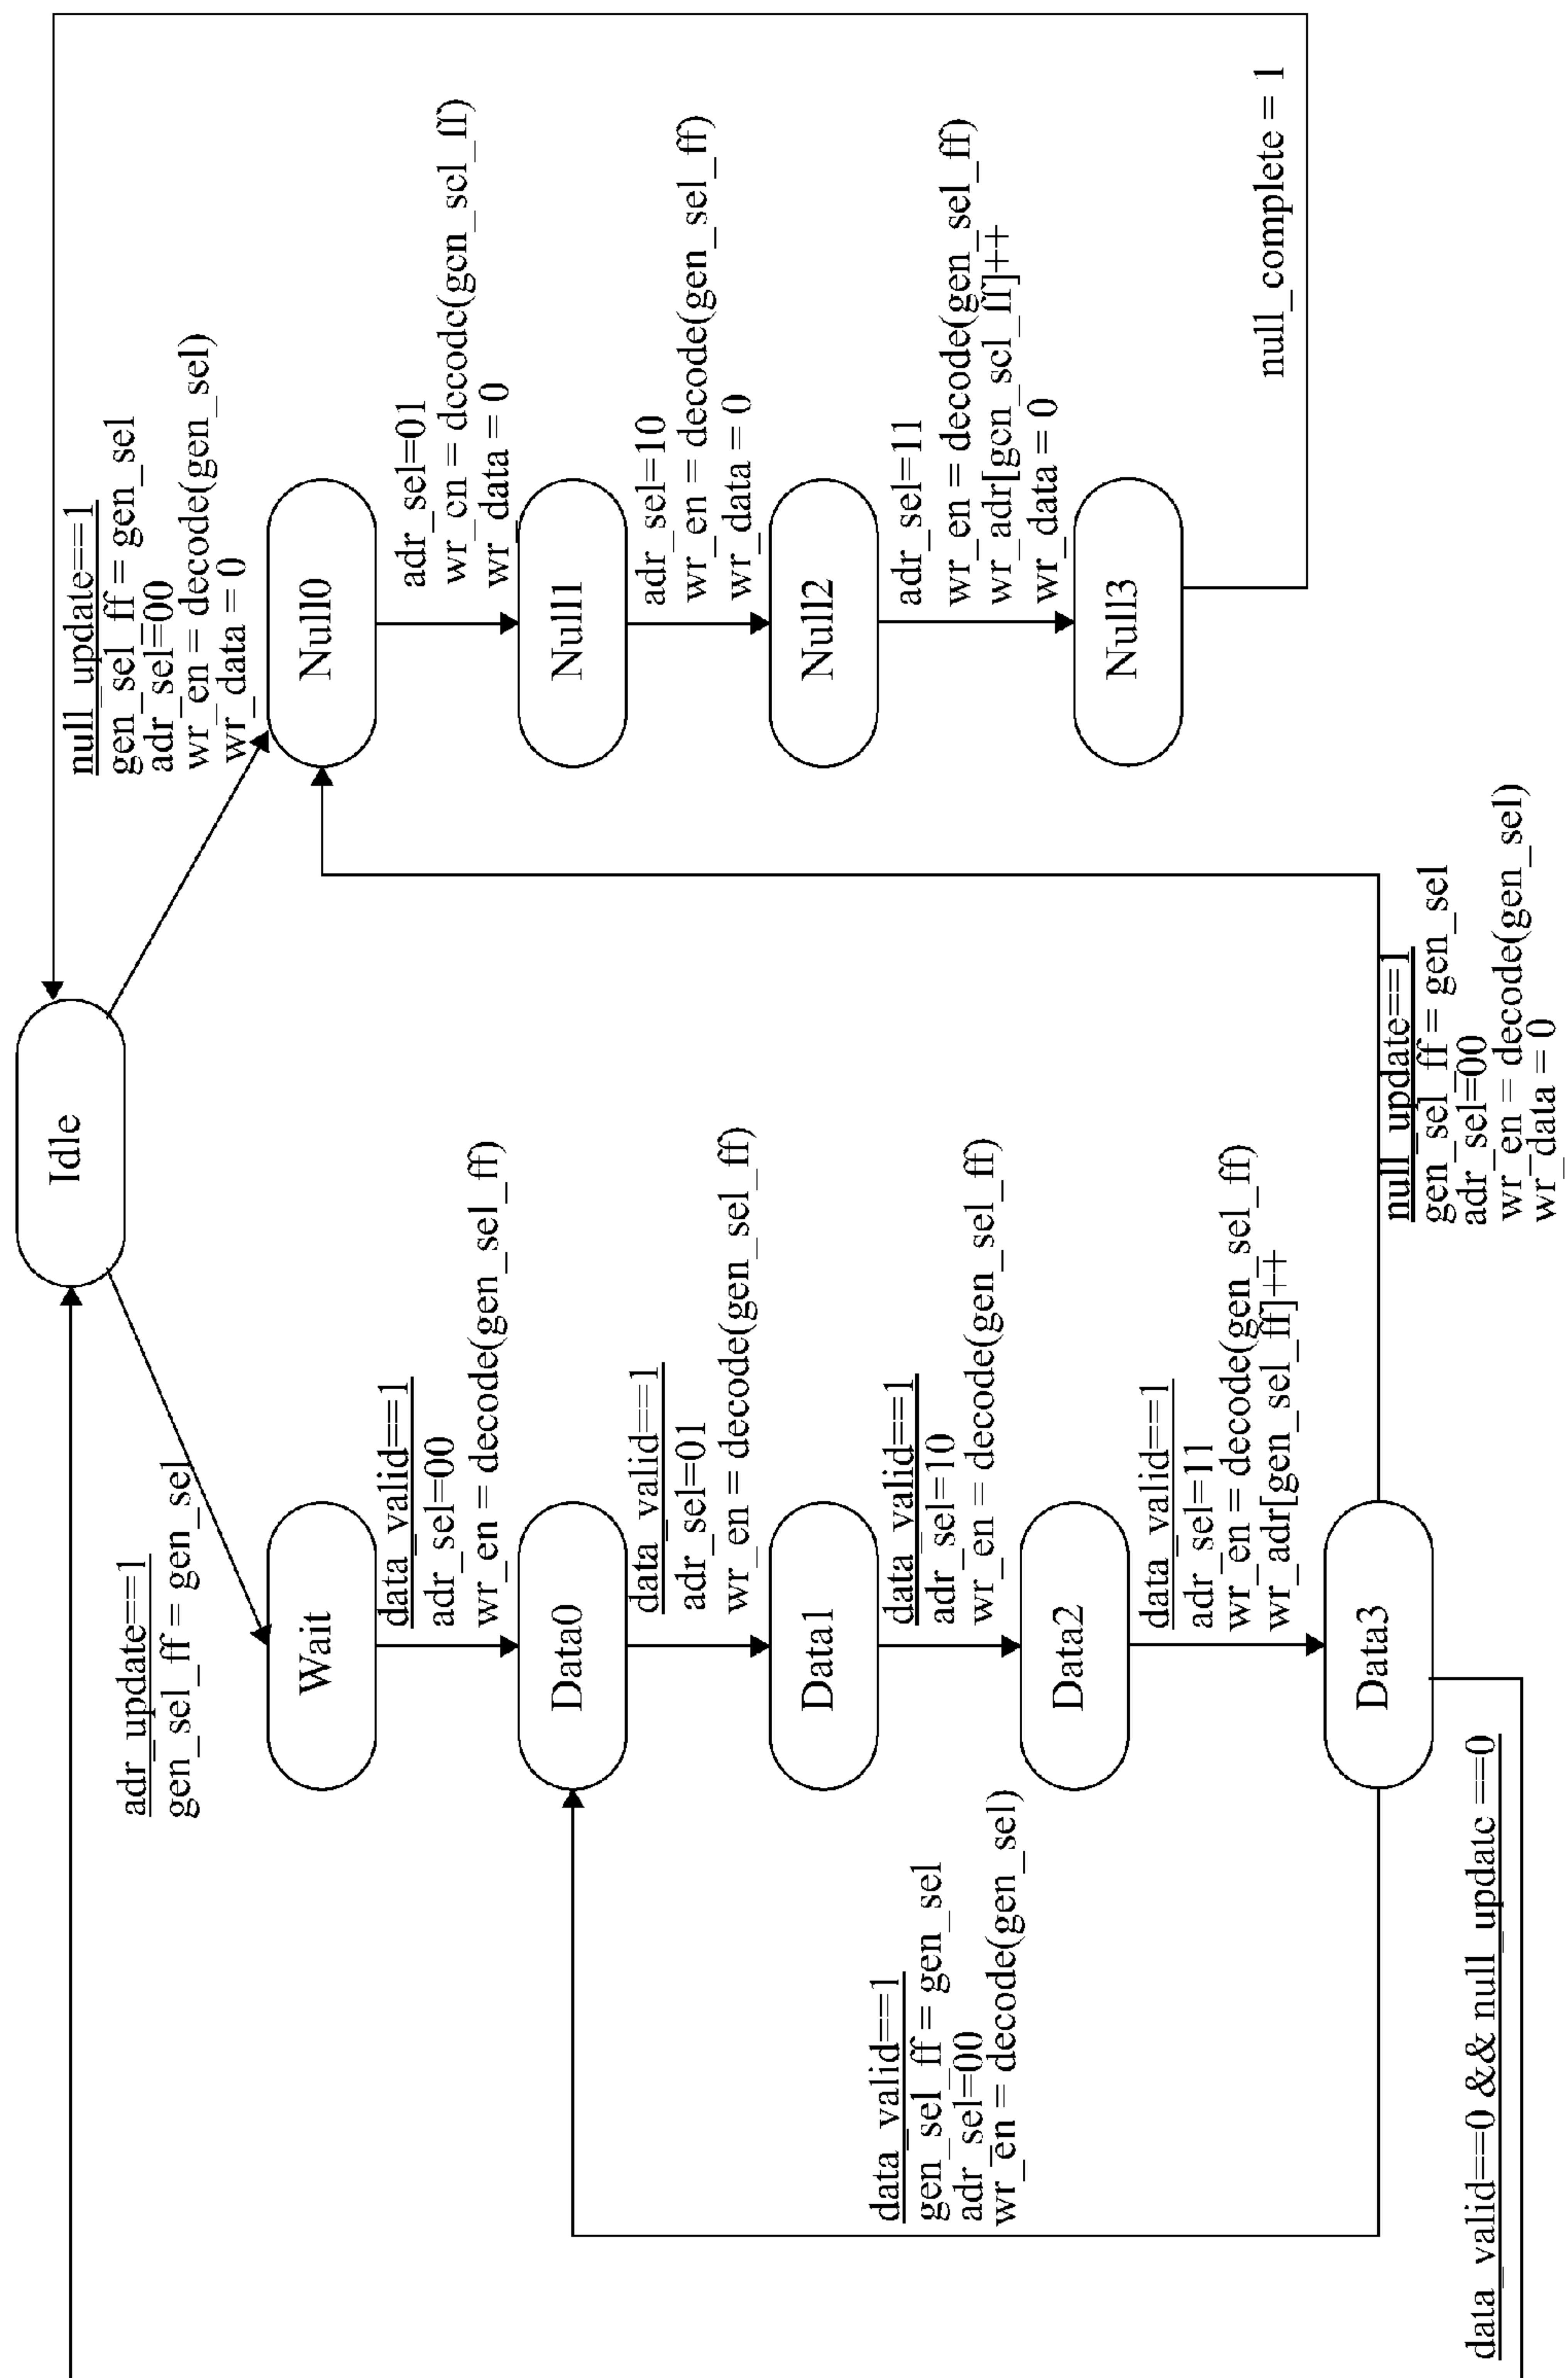 Idle
adr_update==1
gen_sel_ff = gen_sel
null_update==1
gen_sel_ff = gen_sel
adr_sel=00
wr_en = decode(gen_sel)
wr_data = 0
Wait
data_valid==1
adr_sel=00
wr_en = decode(gen_sel_ff)
Data0
data_valid==1
adr_sel=01
wr_en = decode(gen_sel_ff)
Data1
data_valid==1
adr_sel=10
wr_en = decode(gen_sel_ff)
Data2
data_valid==1
adr_sel=11
wr_en = decode(gen_sel_ff)
wr_adr[gen_sel_ff]++
Data3
data_valid==1
gen_sel_ff = gen_sel
adr_sel=00
wr_en = decode(gen_sel)
data_valid==0 && null_update ==0
null_update==1
gen_sel_ff = gen_sel
adr_sel=00
wr_en = decode(gen_sel)
wr_data = 0
Null0
adr_sel=01
wr_en = decode(gen_sel_ff)
wr_data = 0
Null1
adr_sel=10
wr_en = decode(gen_sel_ff)
wr_data = 0
Null2
adr_sel=11
wr_en = decode(gen_sel_ff)
wr_adr[gen_sel_ff]++
wr_data = 0
Null3
null_complete = 1